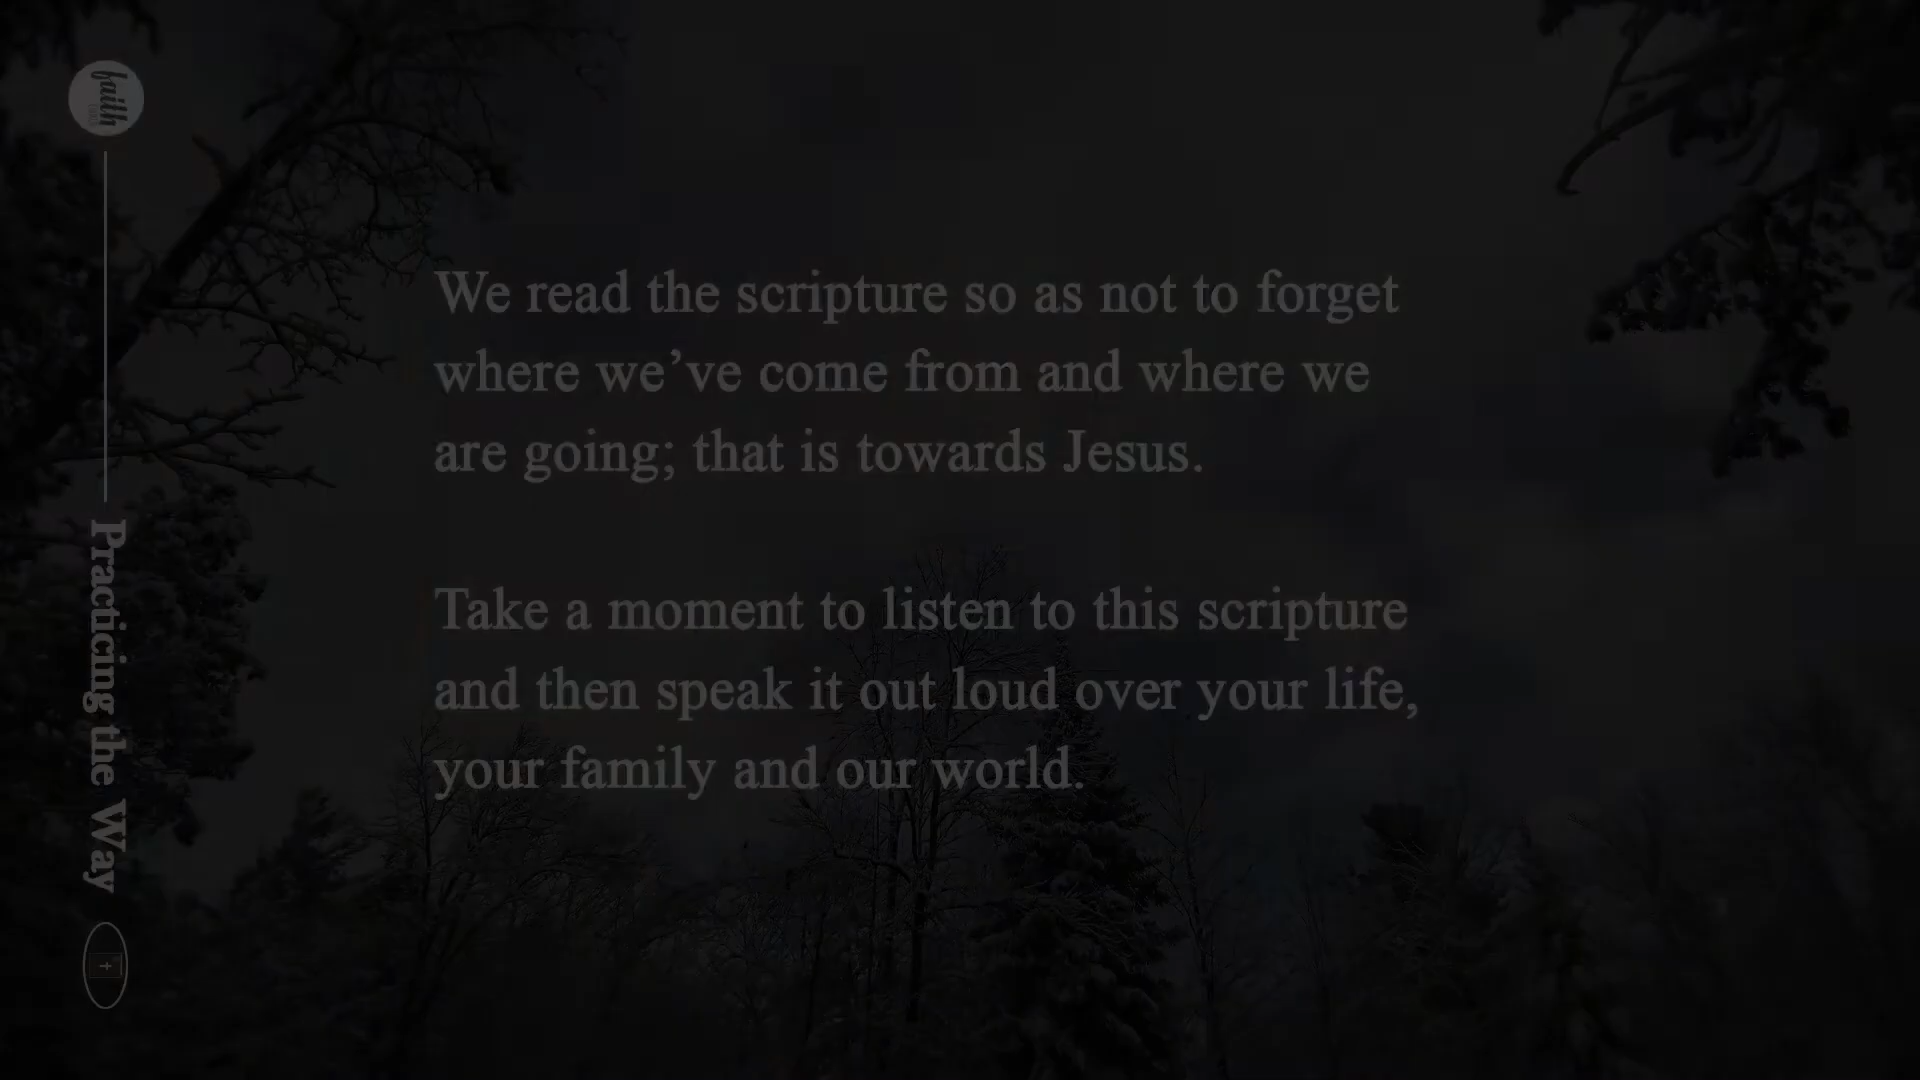 faith
We read the scripture so as not to forget
where we’ve come from and where we
are going; that is towards Jesus.
Take a moment to listen to this scripture
and then speak it out loud over your life,
your family and our world.
Practicing the Way